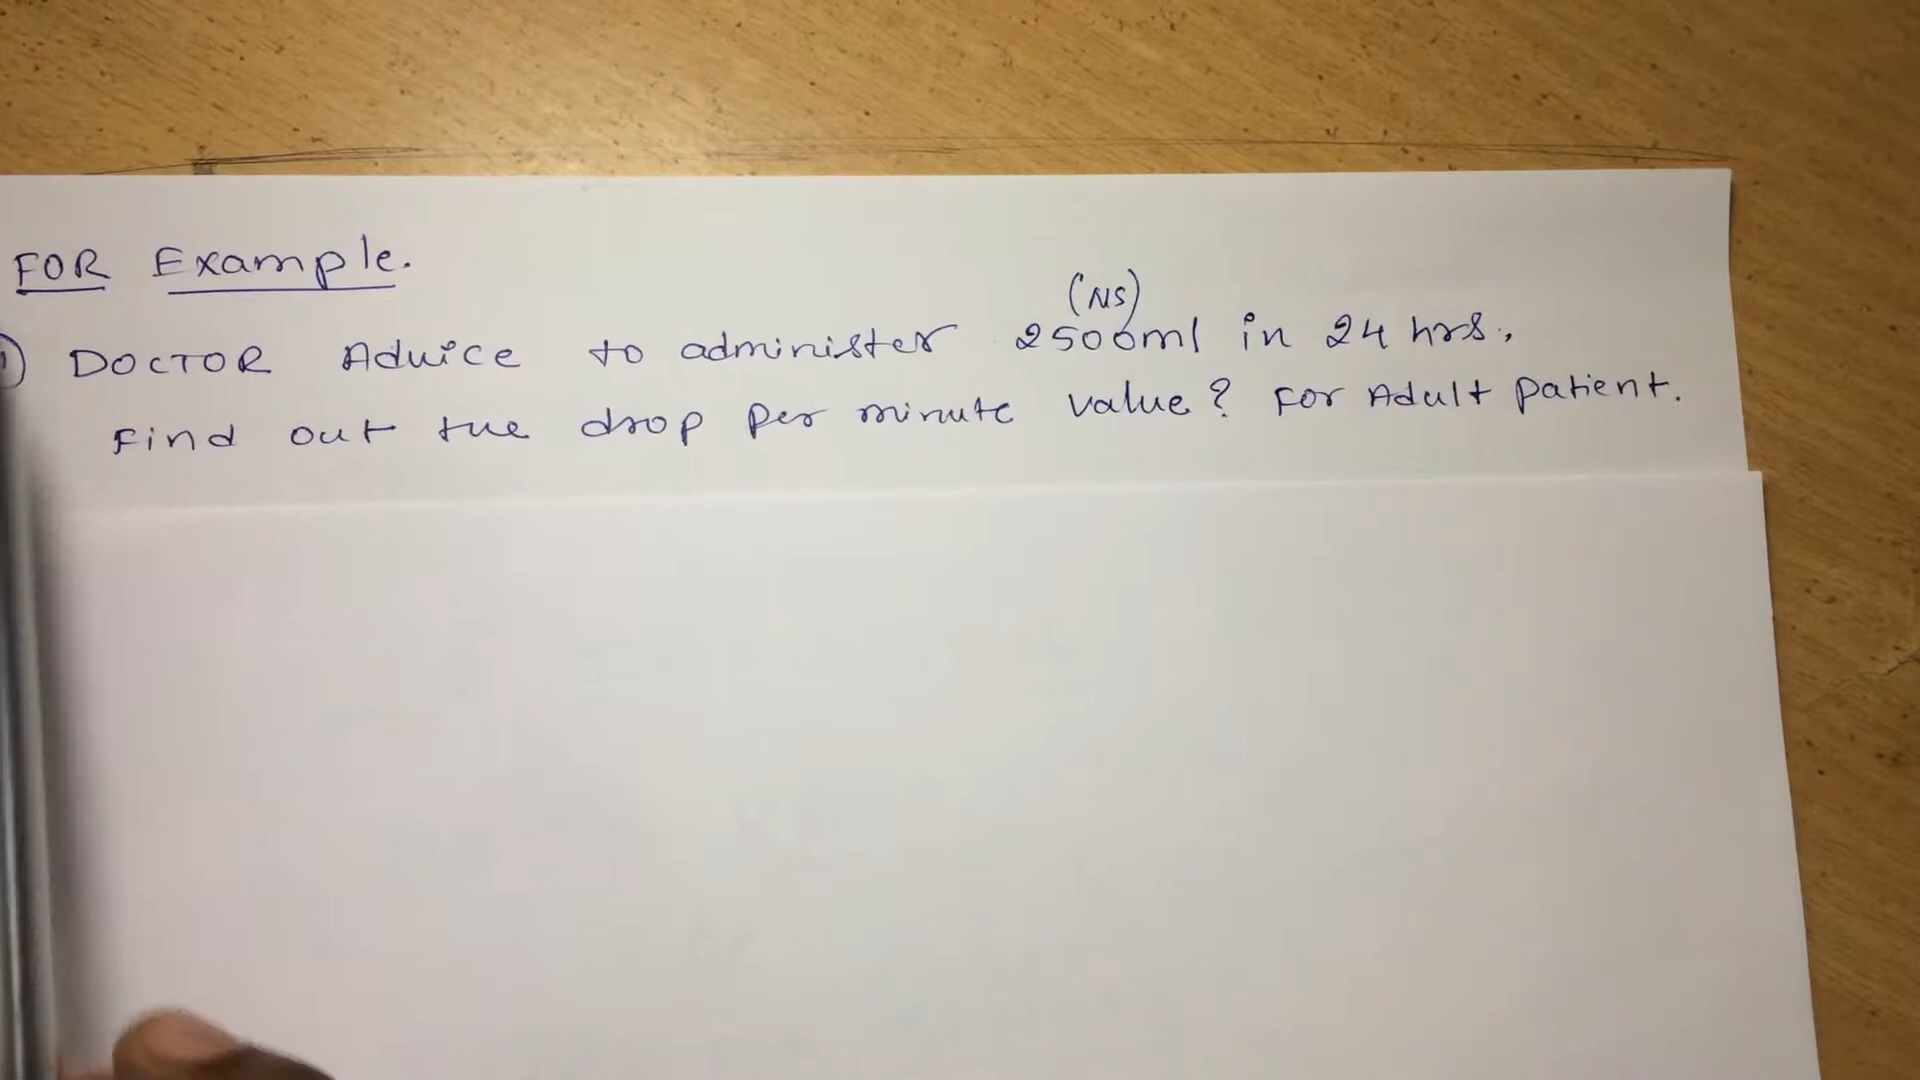 FOR Example.
1) DOCTOR Advice to administer 2500ml in 24 hrs.
(NS)
Find out the drop per minute value? For Adult patient.